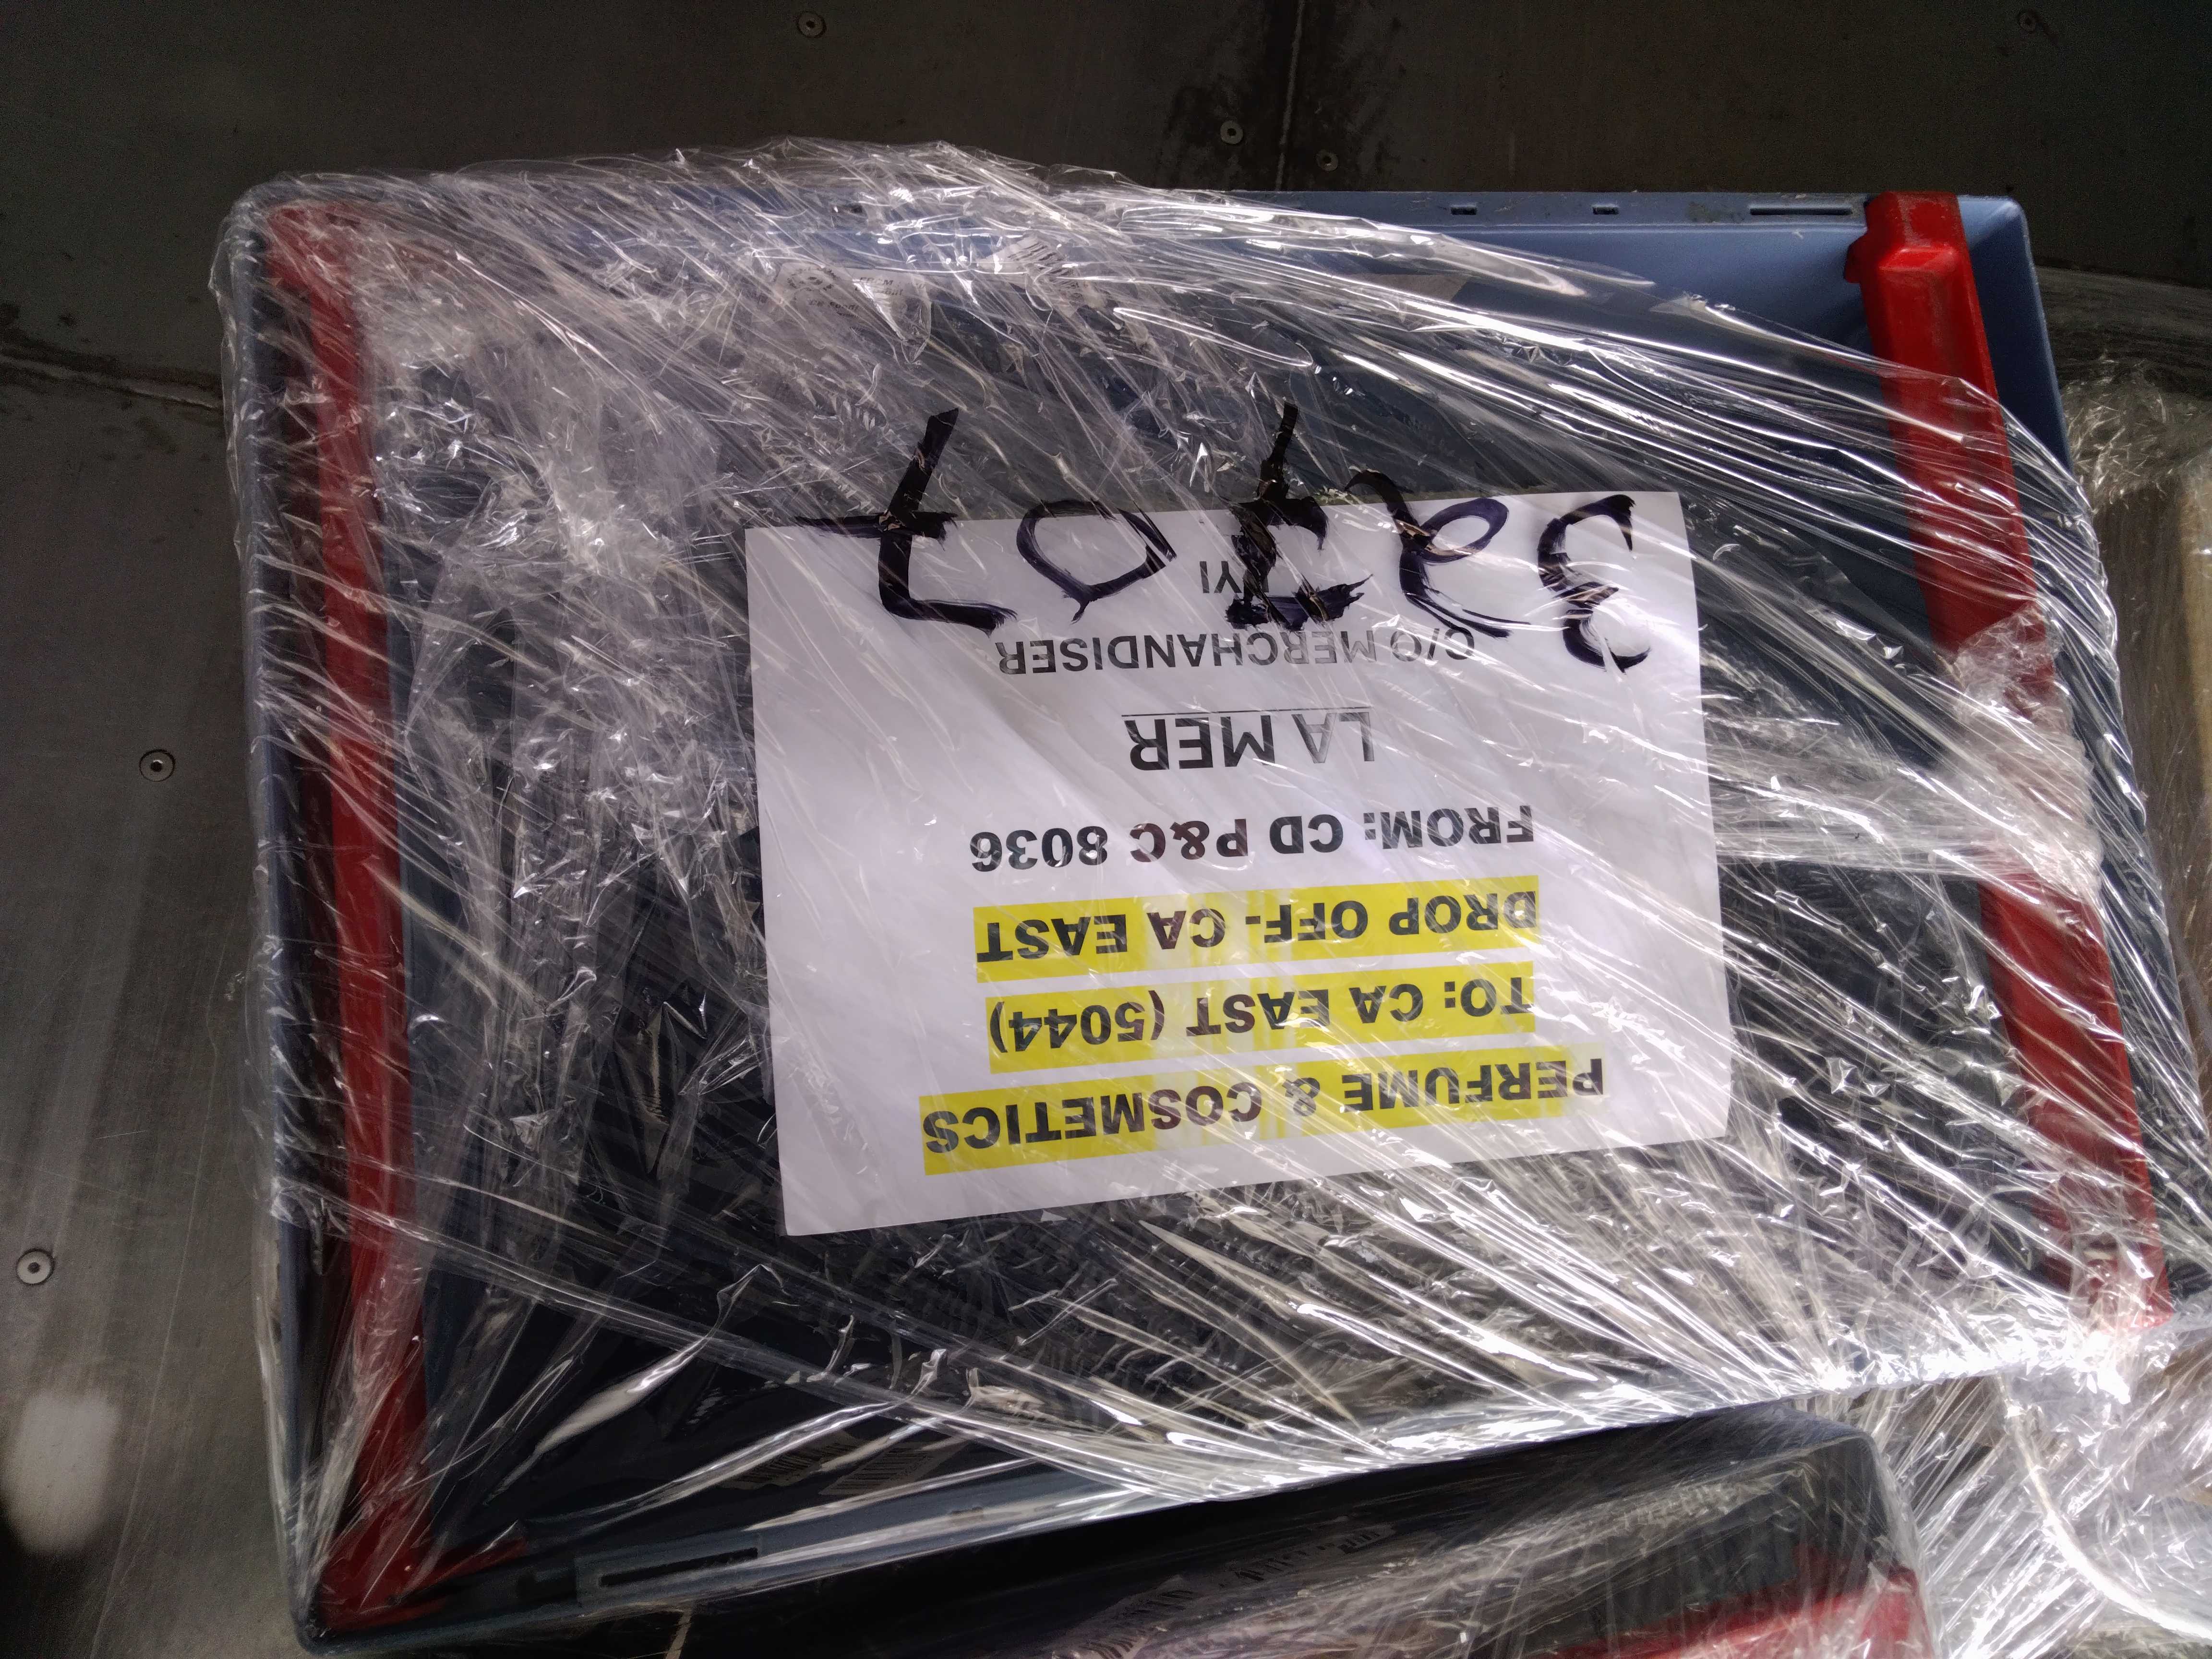 PERFUME & COSMETICS
TO: CA EAST (5044)
DROP OFF- CA EAST
FROM: CD P&C 8036
LA MER
C/O MERCHANDISER